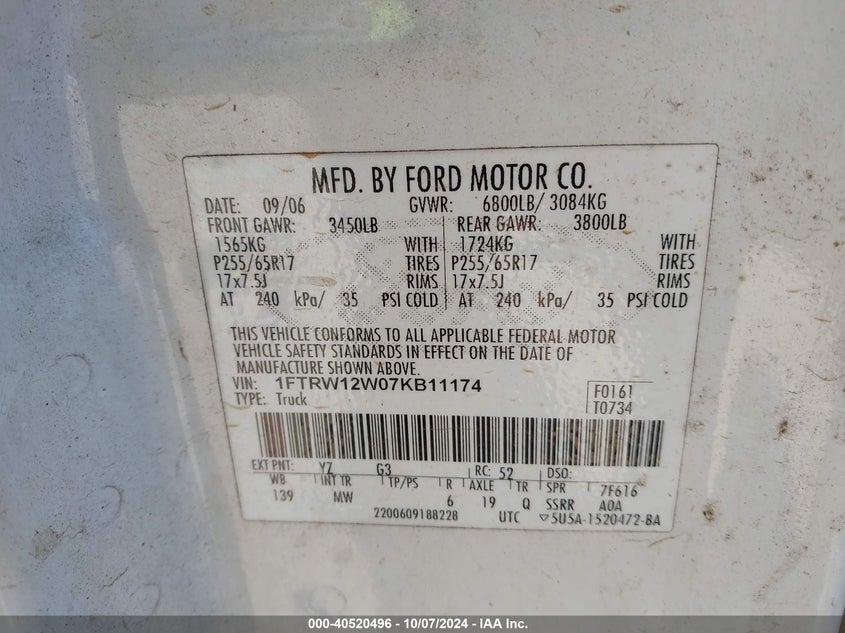 MFD. BY FORD MOTOR CO.
DATE: 09/06 GVWR: 6800LB/ 3084KG
FRONT GAWR: 3450LB REAR GAWR: 3800LB
1565KG WITH 1724KG WITH
P255/65R17 TIRES P255/65R17 TIRES
17x7.5J RIMS 17x7.5J RIMS
AT 240 kPa/ 35 PSI COLD AT 240 kPa/ 35 PSI COLD
THIS VEHICLE CONFORMS TO ALL APPLICABLE FEDERAL MOTOR
VEHICLE SAFETY STANDARDS IN EFFECT ON THE DATE OF
MANUFACTURE SHOWN ABOVE.
VIN: 1FTRW12W07KB11174
TYPE: Truck
F0161
T0734
EXT PNT: YZ G3 RC: 52 DSO:
WB INT TR TP/PS R AXLE TR SPR 7F616
139 MW 6 19 Q SSRR A0A
2200609188228 UTC ▽5U5A-1520472-BA
000-40520496 - 10/07/2024 - IAA Inc.